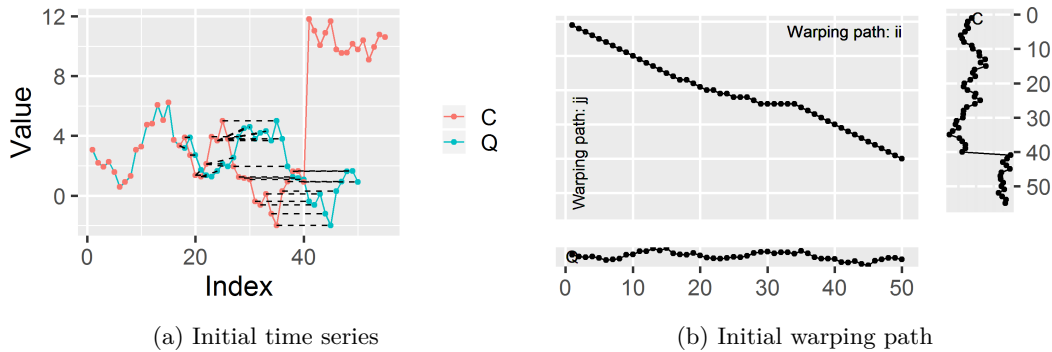 12
8
4
0
Value
0
20
40
Index
C
Q
(a) Initial time series
Warping path: ii
Warping path: jj
C
0
10
20
30
40
50
Q
0
10
20
30
40
50
(b) Initial warping path